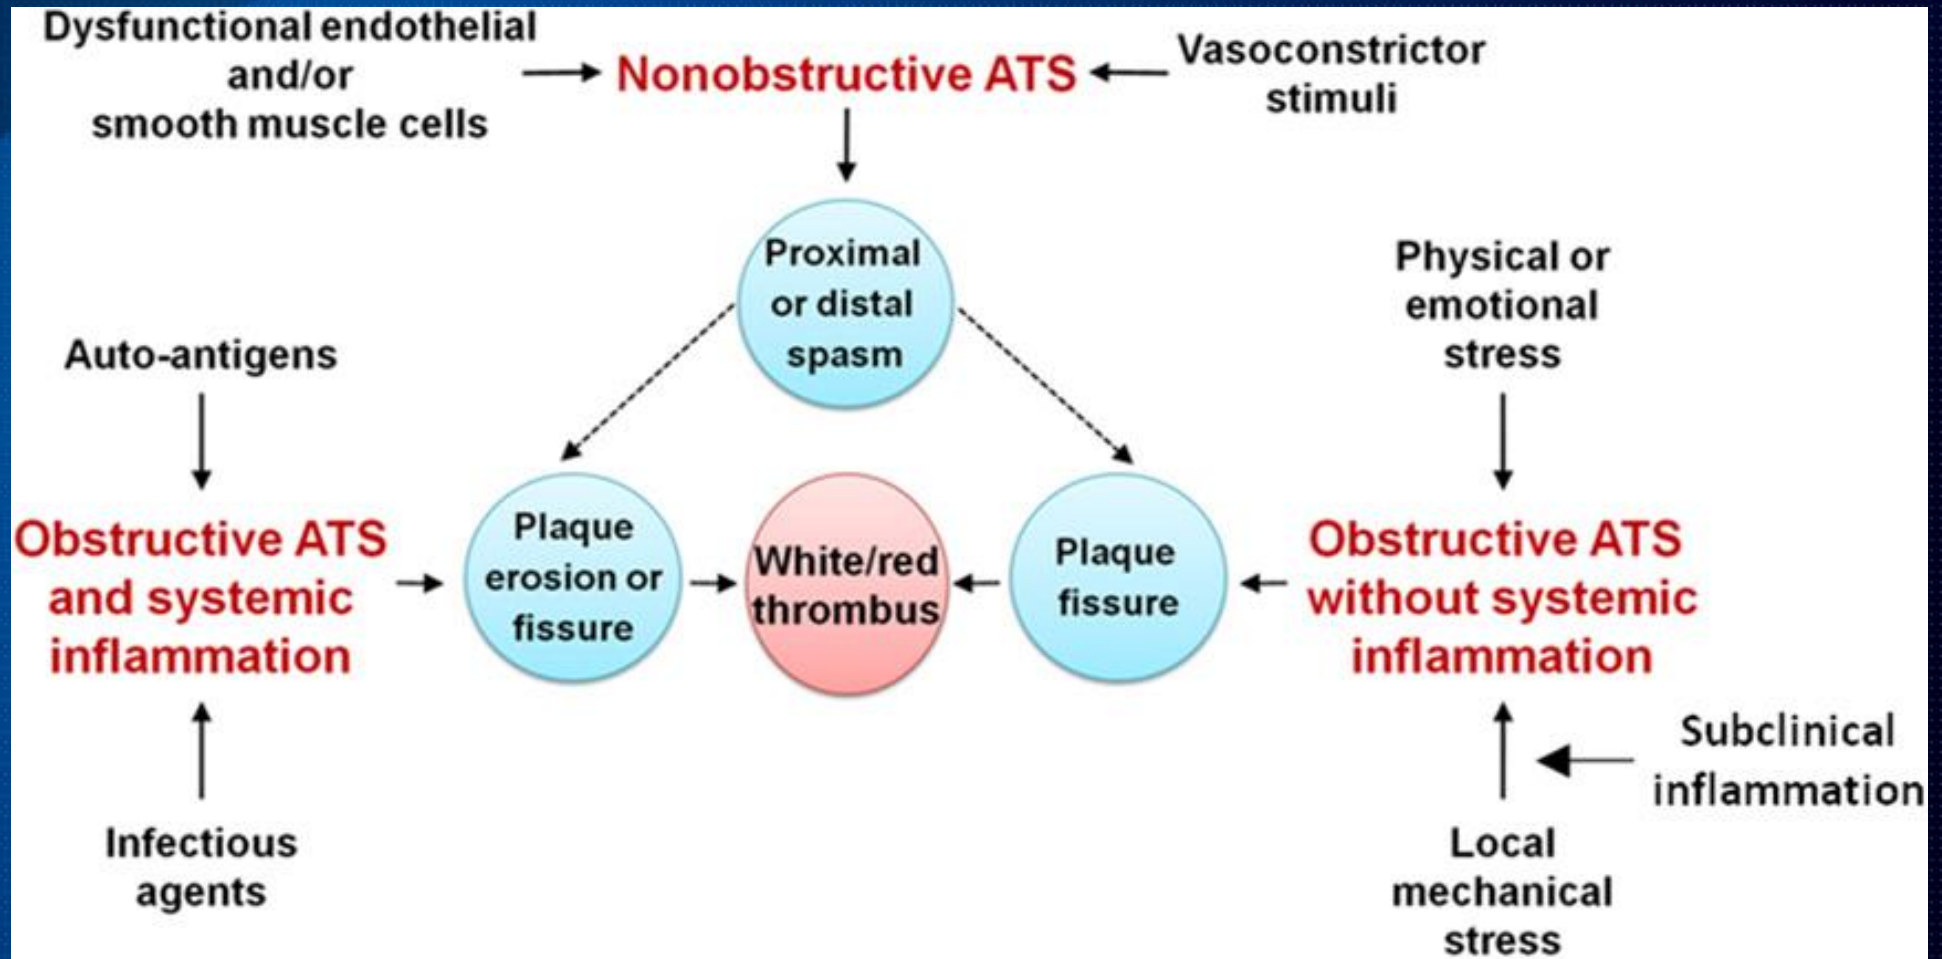 Dysfunctional endothelial
and/or
smooth muscle cells
Nonobstructive ATS
Vasoconstrictor
stimuli
Proximal
or distal
spasm
Physical or
emotional
stress
Auto-antigens
Obstructive ATS
and systemic
inflammation
Plaque
erosion or
fissure
White/red
thrombus
Plaque
fissure
Obstructive ATS
without systemic
inflammation
Subclinical
inflammation
Infectious
agents
Local
mechanical
stress